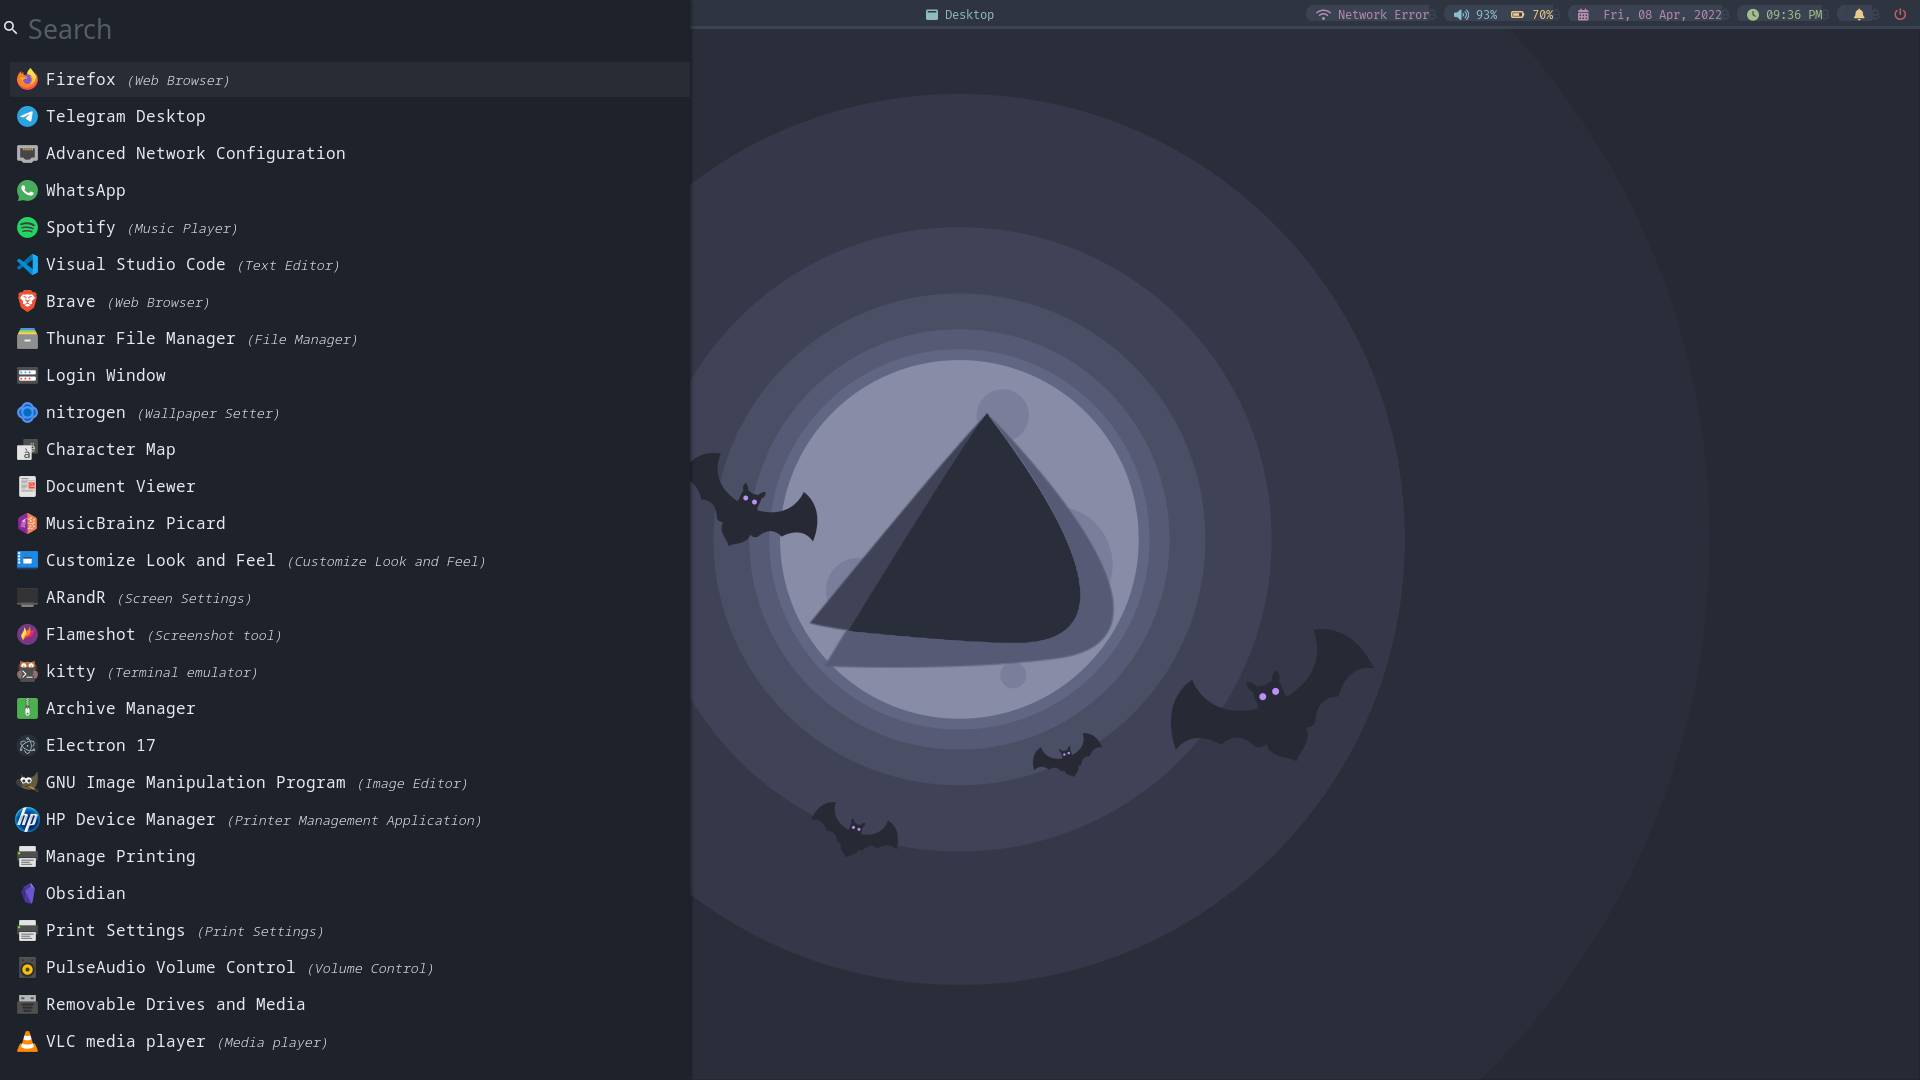 Search
Desktop
Network Error
93%
70%
Fri, 08 Apr, 2022
09:36 PM
Firefox (Web Browser)
Telegram Desktop
Advanced Network Configuration
WhatsApp
Spotify (Music Player)
Visual Studio Code (Text Editor)
Brave (Web Browser)
Thunar File Manager (File Manager)
Login Window
nitrogen (Wallpaper Setter)
Character Map
Document Viewer
MusicBrainz Picard
Customize Look and Feel (Customize Look and Feel)
ARandR (Screen Settings)
Flameshot (Screenshot tool)
kitty (Terminal emulator)
Archive Manager
Electron 17
GNU Image Manipulation Program (Image Editor)
hp HP Device Manager (Printer Management Application)
Manage Printing
Obsidian
Print Settings (Print Settings)
PulseAudio Volume Control (Volume Control)
Removable Drives and Media
VLC media player (Media player)